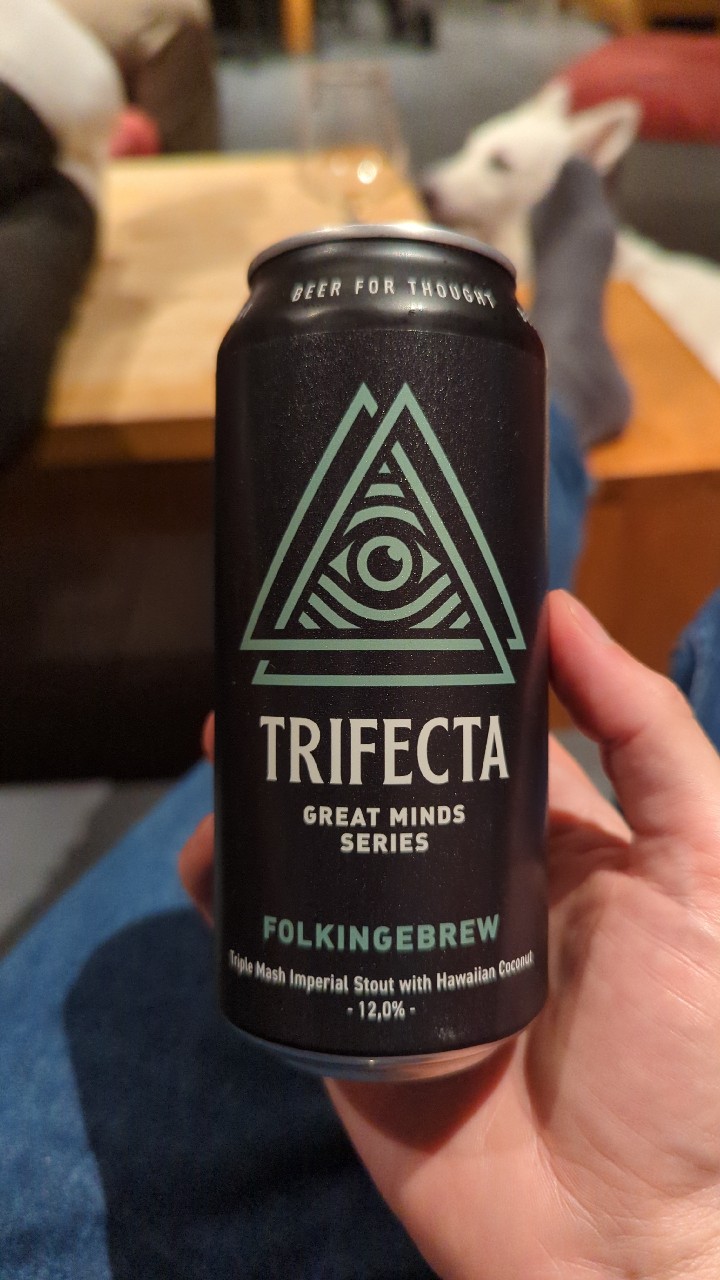 BEER FOR THOUGHT
TRIFECTA
GREAT MINDS
SERIES
FOLKINGEBREW
Triple Mash Imperial Stout with Hawaiian Coconut
- 12,0% -